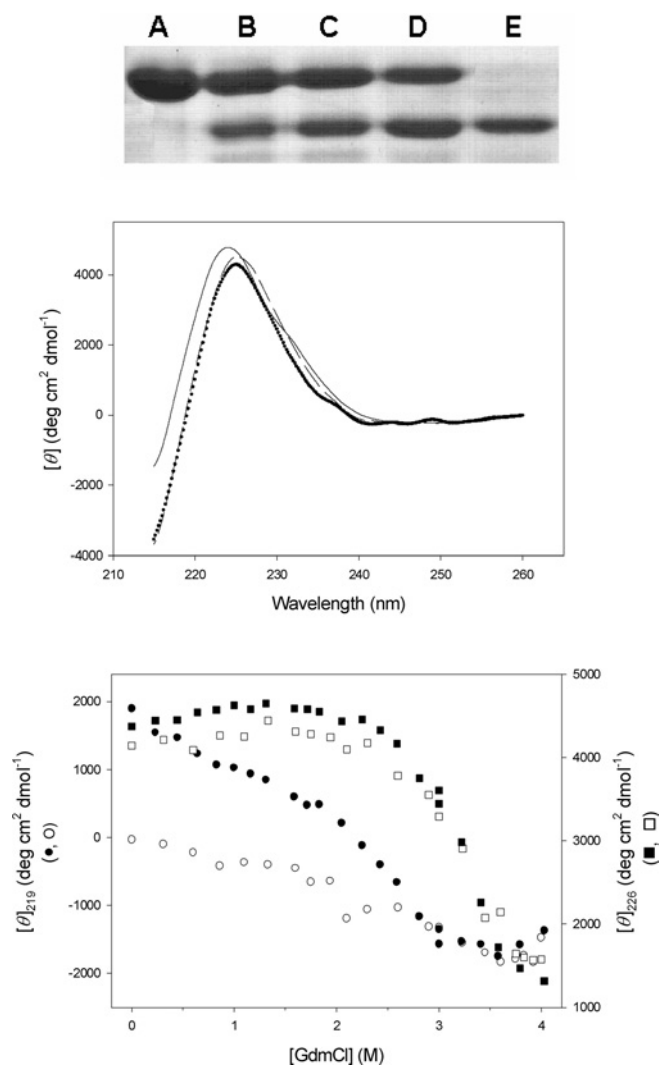 A B C D E
4000
2000
0
-2000
-4000
[θ] (deg cm² dmol⁻¹)
210 220 230 240 250 260
Wavelength (nm)
2000
1000
0
-1000
-2000
[θ]₂₁₉ (deg cm² dmol⁻¹)
(●, ○)
5000
4000
3000
2000
1000
[θ]₂₂₆ (deg cm² dmol⁻¹)
(■, □)
0 1 2 3 4
[GdmCl] (M)